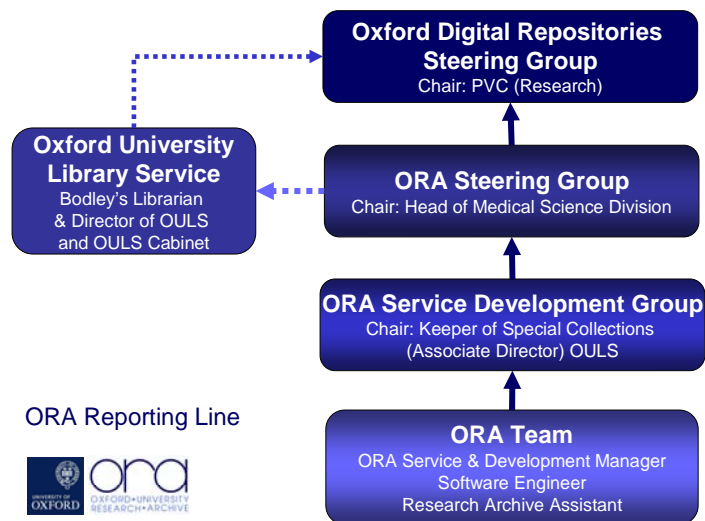 Oxford Digital Repositories
Steering Group
Chair: PVC (Research)
Oxford University
Library Service
Bodley's Librarian
& Director of OULS
and OULS Cabinet
ORA Steering Group
Chair: Head of Medical Science Division
ORA Service Development Group
Chair: Keeper of Special Collections
(Associate Director) OULS
ORA Team
ORA Service & Development Manager
Software Engineer
Research Archive Assistant
ORA Reporting Line
UNIVERSITY OF
OXFORD
ora
OXFORD•UNIVERSITY
RESEARCH•ARCHIVE